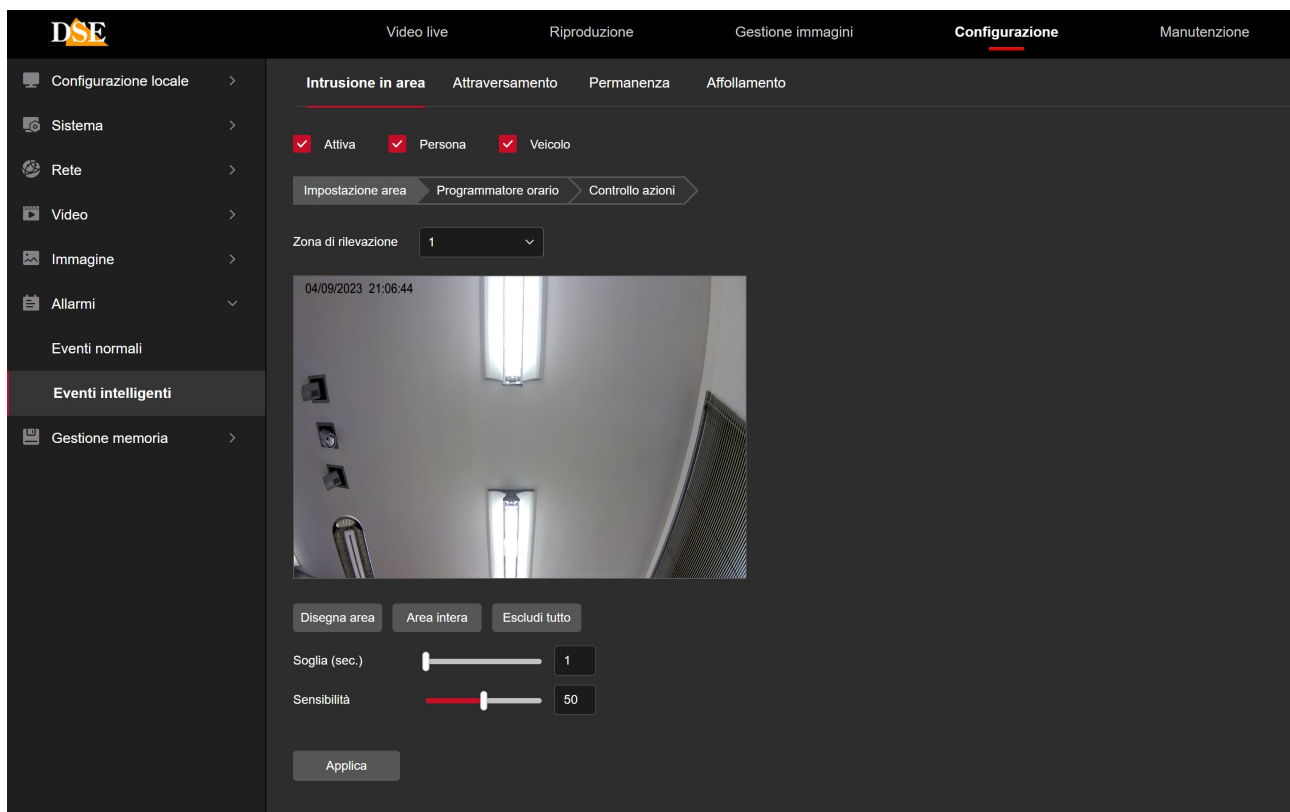 DSE
Video live
Riproduzione
Gestione immagini
Configurazione
Manutenzione
Configurazione locale
Sistema
Rete
Video
Immagine
Allarmi
Eventi normali
Eventi intelligenti
Gestione memoria
Intrusione in area
Attraversamento
Permanenza
Affollamento
Attiva
Persona
Veicolo
Impostazione area
Programmatore orario
Controllo azioni
Zona di rilevazione
1
04/09/2023 21:06:44
Disegna area
Area intera
Escludi tutto
Soglia (sec.)
1
Sensibilità
50
Applica